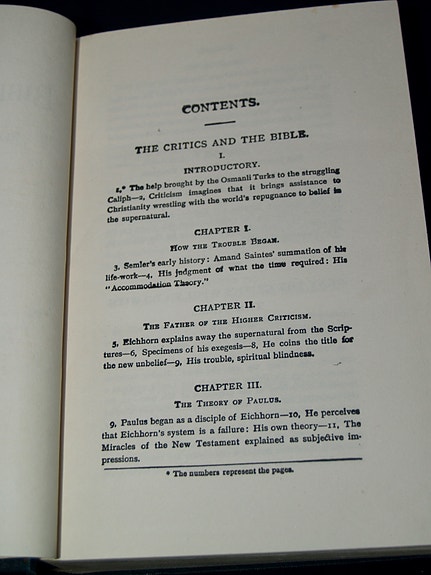 CONTENTS.
THE CRITICS AND THE BIBLE.
I.
INTRODUCTORY.
1,* The help brought by the Osmanli Turks to the struggling
Caliph—2, Criticism imagines that it brings assistance to
Christianity wrestling with the world's repugnance to belief in
the supernatural.
CHAPTER I.
HOW THE TROUBLE BEGAN.
3, Semler's early history: Amand Saintes' summation of his
life-work—4, His judgment of what the time required: His
"Accommodation Theory."
CHAPTER II.
THE FATHER OF THE HIGHER CRITICISM.
5, Eichhorn explains away the supernatural from the Scrip-
tures—6, Specimens of his exegesis—8, He coins the title for
the new unbelief—9, His trouble, spiritual blindness.
CHAPTER III.
THE THEORY OF PAULUS.
9, Paulus began as a disciple of Eichhorn—10, He perceives
that Eichhorn's system is a failure: His own theory—11, The
Miracles of the New Testament explained as subjective im-
pressions.
* The numbers represent the pages.